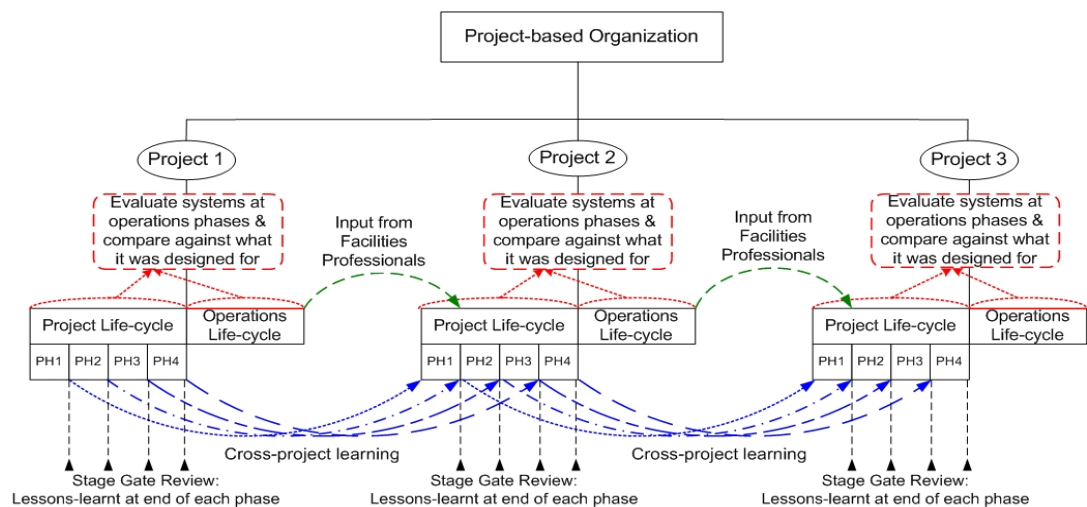 Project-based Organization
Project 1
Project 2
Project 3
Evaluate systems at
operations phases &
compare against what
it was designed for
Input from
Facilities
Professionals
Evaluate systems at
operations phases &
compare against what
it was designed for
Input from
Facilities
Professionals
Evaluate systems at
operations phases &
compare against what
it was designed for
Project Life-cycle
Operations
Life-cycle
Project Life-cycle
Operations
Life-cycle
Project Life-cycle
Operations
Life-cycle
PH1 PH2 PH3 PH4
PH1 PH2 PH3 PH4
PH1 PH2 PH3 PH4
Cross-project learning
Cross-project learning
Stage Gate Review:
Lessons-learnt at end of each phase
Stage Gate Review:
Lessons-learnt at end of each phase
Stage Gate Review:
Lessons-learnt at end of each phase